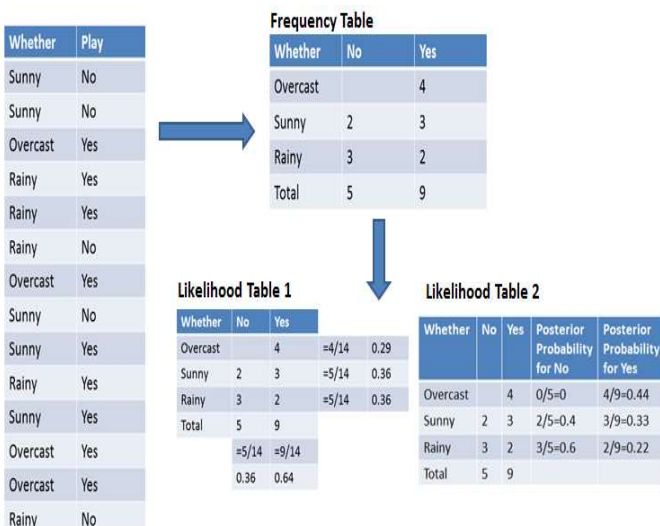 Whether Play
Sunny No
Sunny No
Overcast Yes
Rainy Yes
Rainy Yes
Rainy No
Overcast Yes
Sunny No
Sunny Yes
Rainy Yes
Sunny Yes
Overcast Yes
Overcast Yes
Rainy No
Frequency Table
Whether No Yes
Overcast 4
Sunny 2 3
Rainy 3 2
Total 5 9
Likelihood Table 1
Whether No Yes
Overcast 4 =4/14 0.29
Sunny 2 3 =5/14 0.36
Rainy 3 2 =5/14 0.36
Total 5 9
=5/14 =9/14
0.36 0.64
Likelihood Table 2
Whether No Yes Posterior Posterior
Probability Probability
for No for Yes
Overcast 4 0/5=0 4/9=0.44
Sunny 2 3 2/5=0.4 3/9=0.33
Rainy 3 2 3/5=0.6 2/9=0.22
Total 5 9